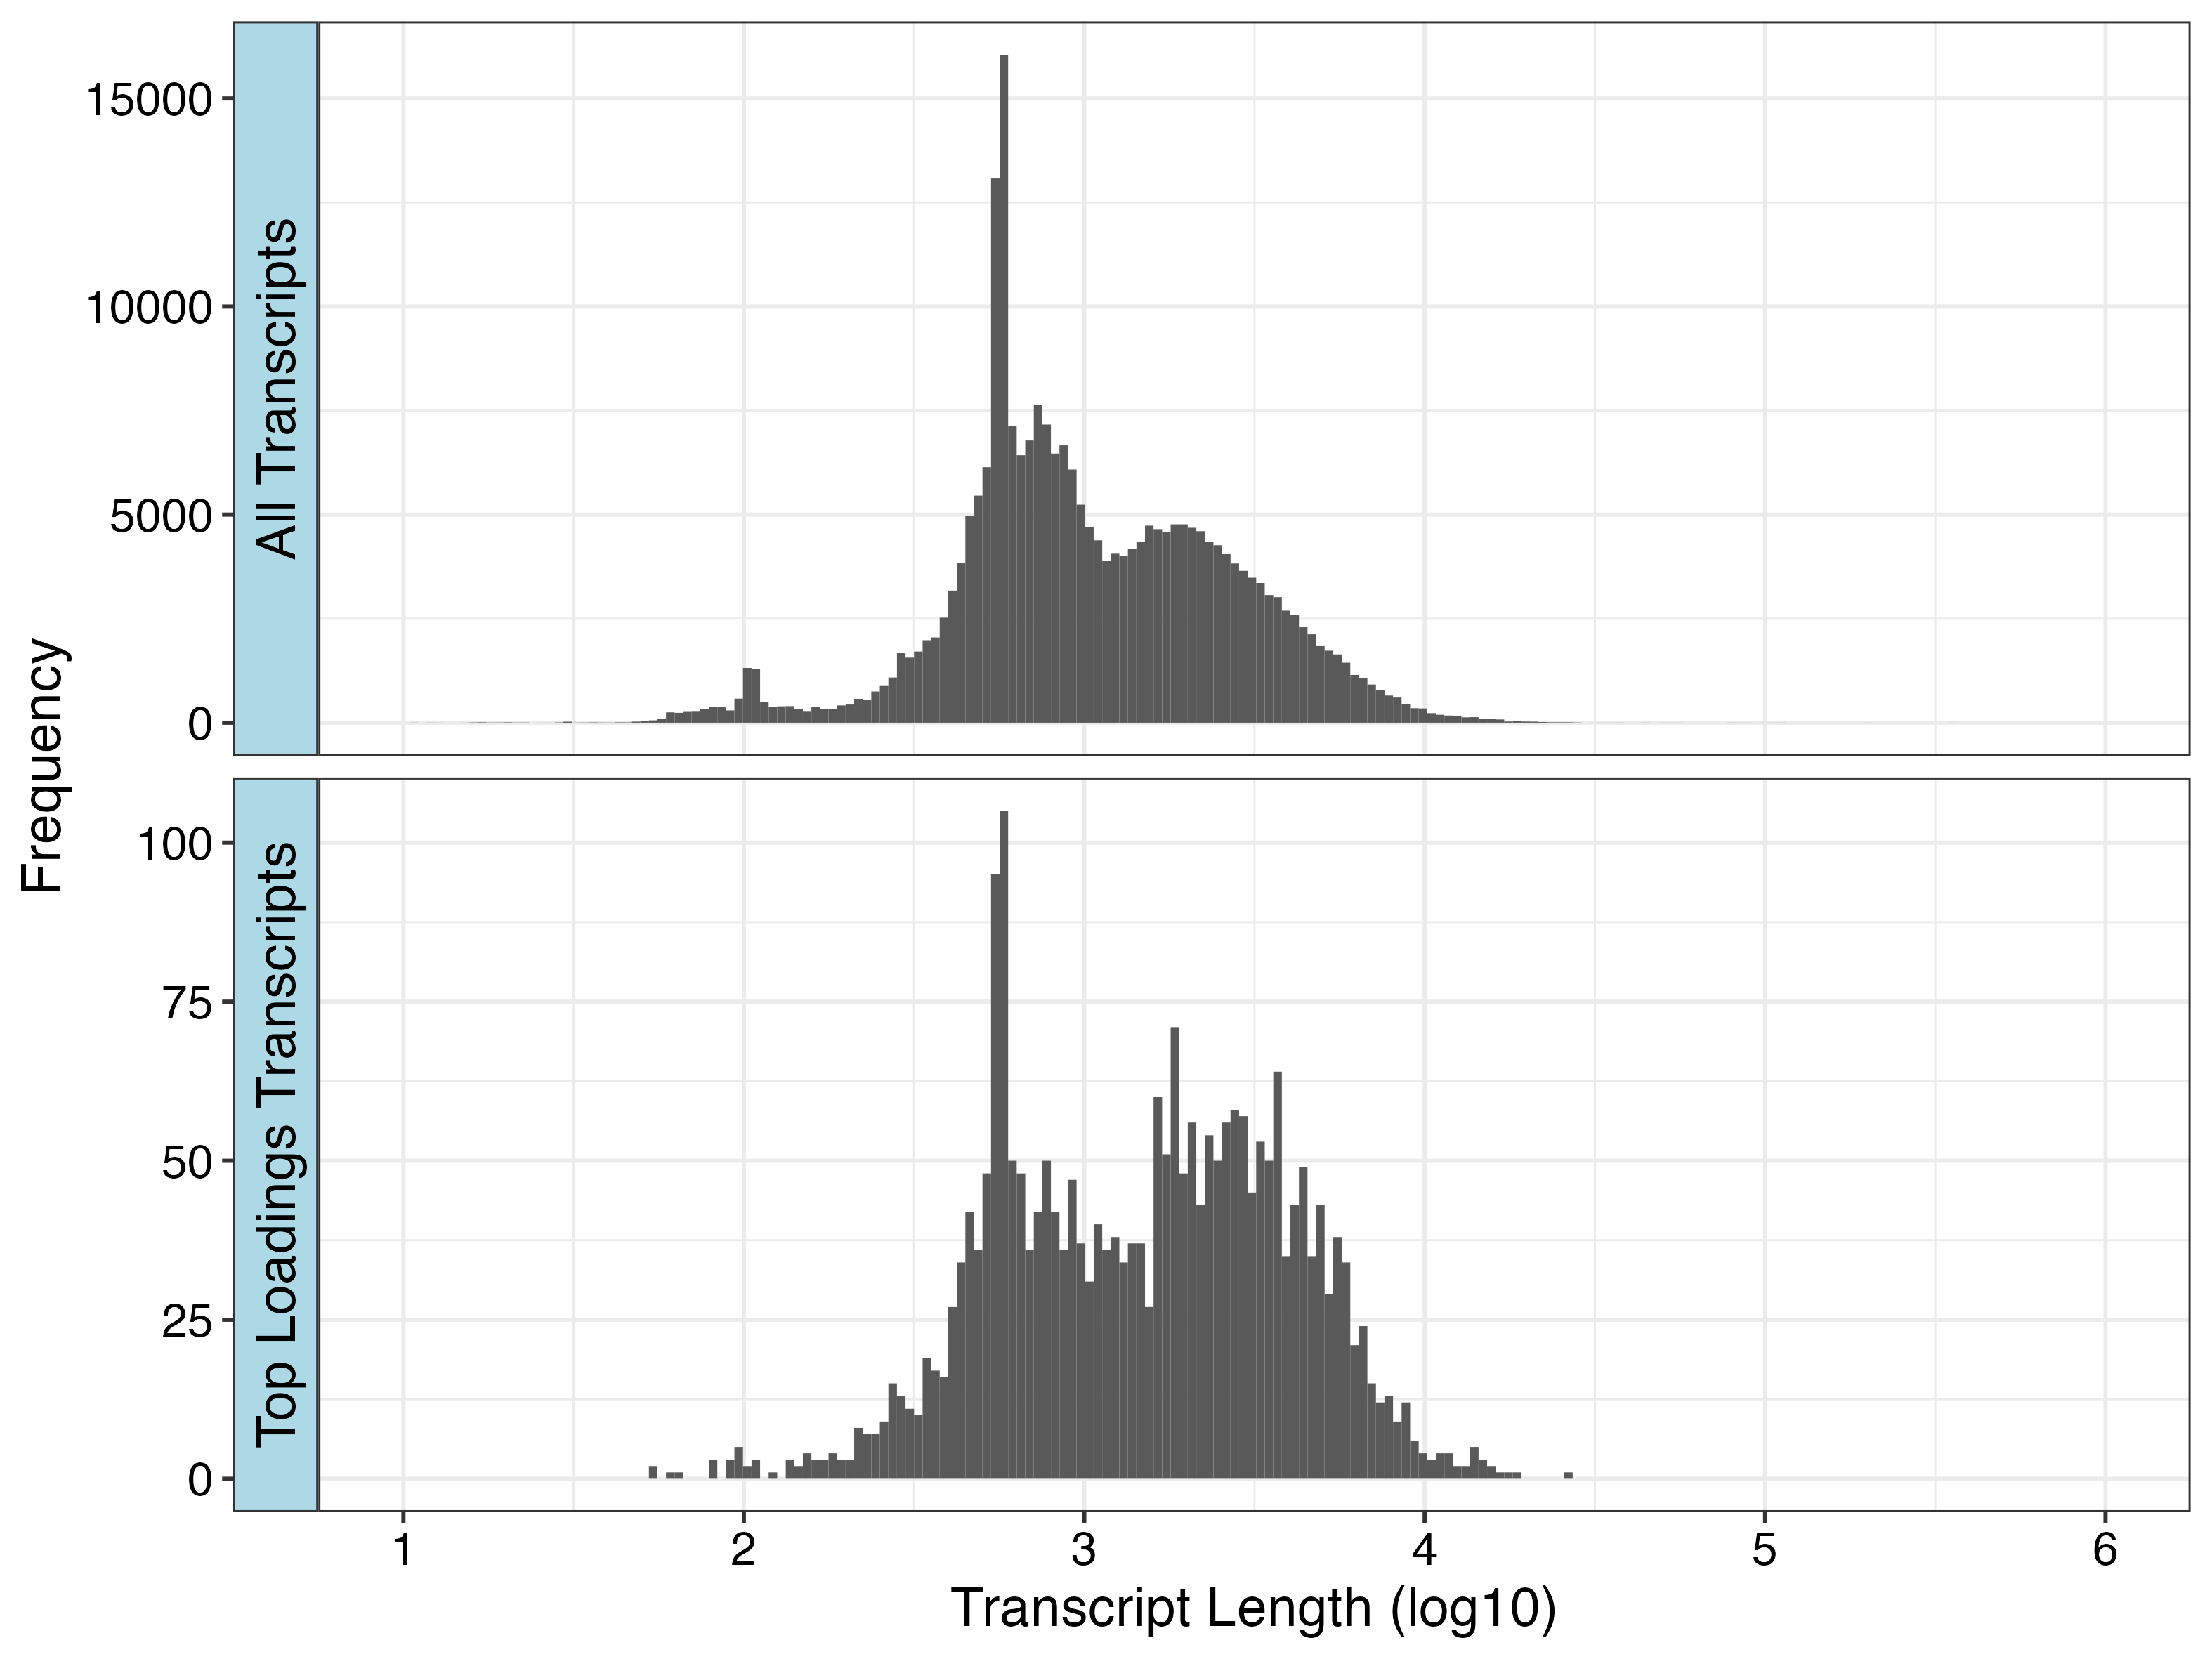 Frequency
All Transcripts
15000
10000
5000
0
Top Loadings Transcripts
100
75
50
25
0
1 2 3 4 5 6
Transcript Length (log10)